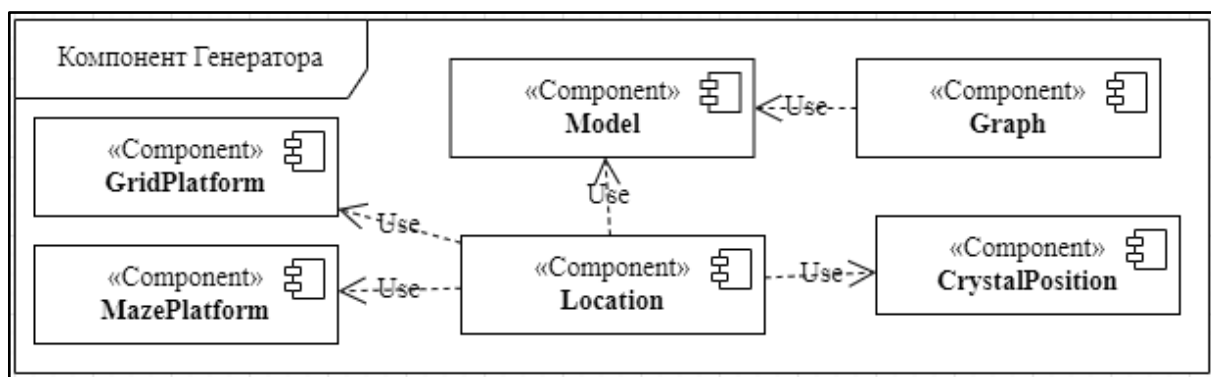 Компонент Генератора
«Component»
Model
Use
«Component»
Graph
«Component»
GridPlatform
Use
Use
«Component»
MazePlatform
Use
«Component»
Location
Use
«Component»
CrystalPosition